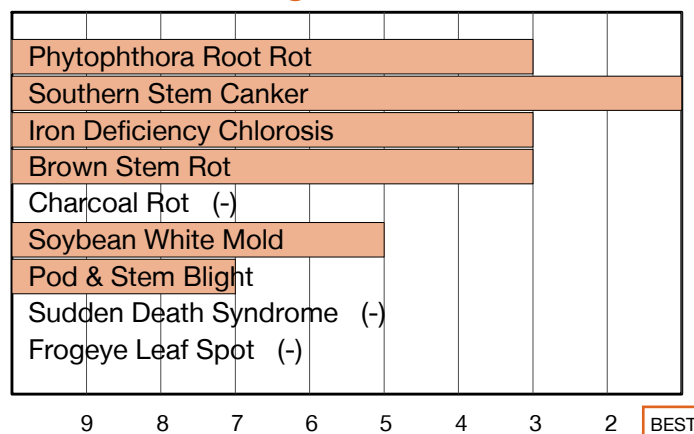 Phytophthora Root Rot
Southern Stem Canker
Iron Deficiency Chlorosis
Brown Stem Rot
Charcoal Rot (-)
Soybean White Mold
Pod & Stem Blight
Sudden Death Syndrome (-)
Frogeye Leaf Spot (-)
9 8 7 6 5 4 3 2 BEST